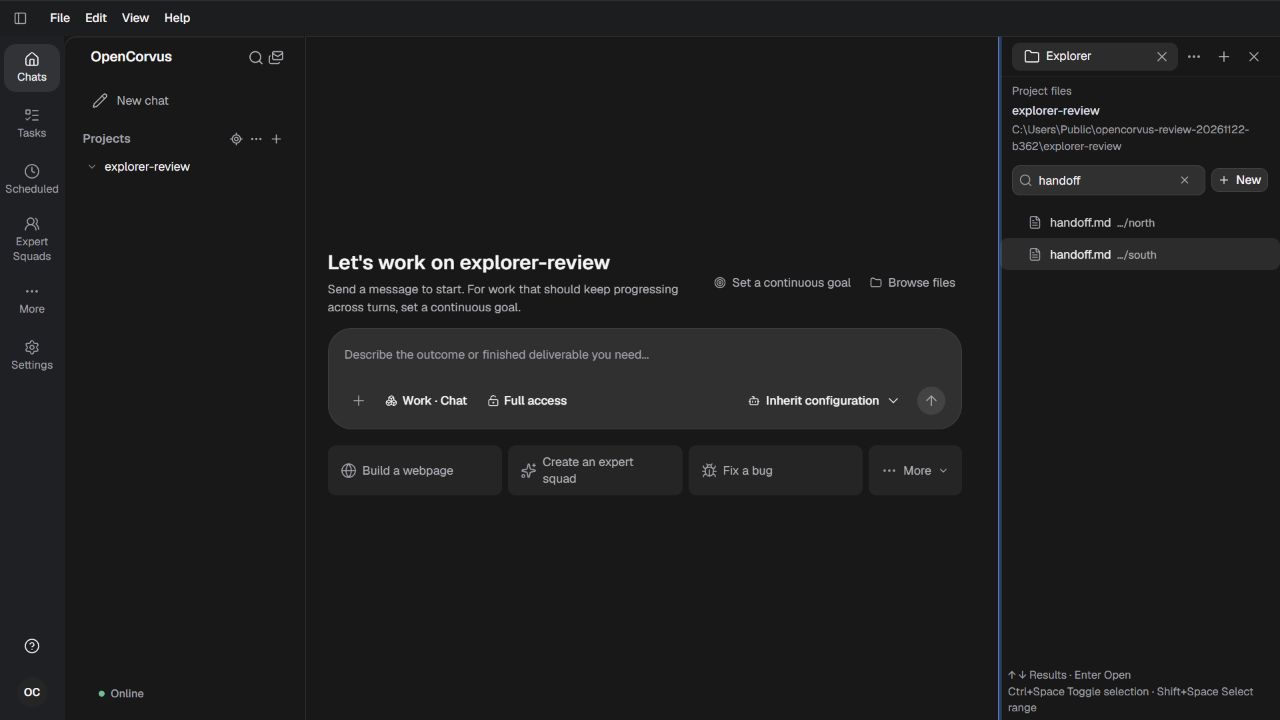 File Edit View Help
Chats
Tasks
Scheduled
Expert
Squads
More
Settings
OC
OpenCorvus
New chat
Projects
explorer-review
Online
Let's work on explorer-review
Send a message to start. For work that should keep progressing
across turns, set a continuous goal.
Set a continuous goal
Browse files
Describe the outcome or finished deliverable you need...
Work · Chat
Full access
Inherit configuration
Build a webpage
Create an expert
squad
Fix a bug
More
Explorer
Project files
explorer-review
C:\Users\Public\opencorvus-review-20261122-
b362\explorer-review
handoff
New
handoff.md …/north
handoff.md …/south
↑↓ Results · Enter Open
Ctrl+Space Toggle selection · Shift+Space Select
range